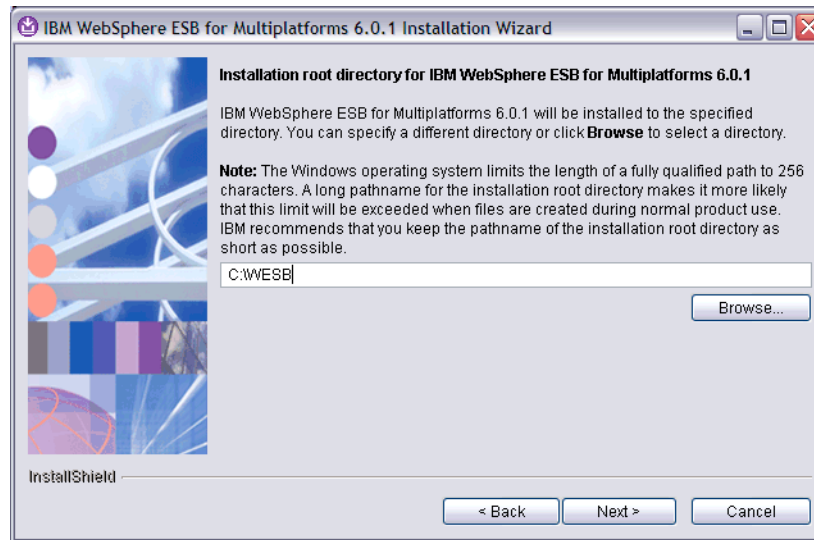 IBM WebSphere ESB for Multiplatforms 6.0.1 Installation Wizard
Installation root directory for IBM WebSphere ESB for Multiplatforms 6.0.1
IBM WebSphere ESB for Multiplatforms 6.0.1 will be installed to the specified
directory. You can specify a different directory or click Browse to select a directory.
Note: The Windows operating system limits the length of a fully qualified path to 256
characters. A long pathname for the installation root directory makes it more likely
that this limit will be exceeded when files are created during normal product use.
IBM recommends that you keep the pathname of the installation root directory as
short as possible.
C:\WESB
Browse...
InstallShield
< Back
Next >
Cancel